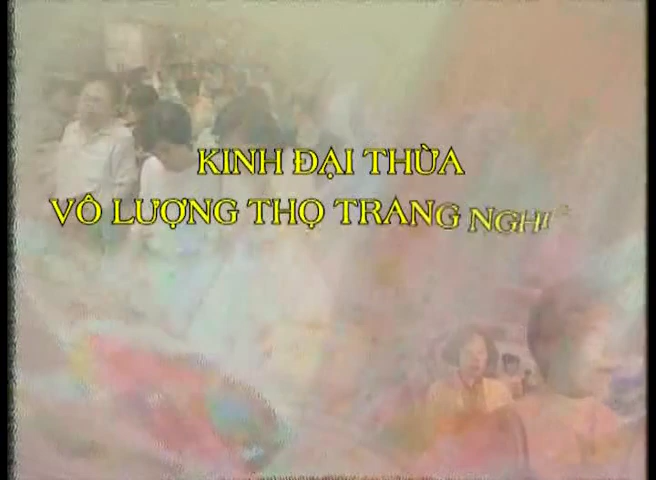 KINH ĐẠI THỪA
VÔ LƯỢNG THỌ TRANG